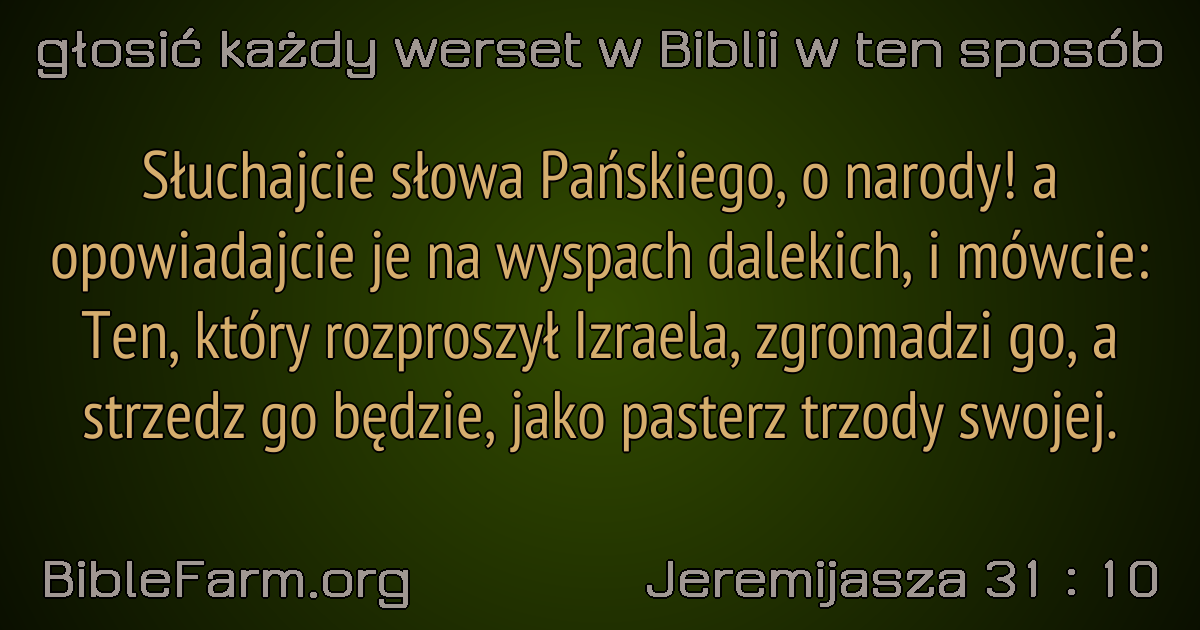 głosić każdy werset w Biblii w ten sposób
Słuchajcie słowa Pańskiego, o narody! a
opowiadajcie je na wyspach dalekich, i mówcie:
Ten, który rozproszył Izraela, zgromadzi go, a
strzedz go będzie, jako pasterz trzody swojej.
BibleFarm.org
Jeremijasza 31 : 10